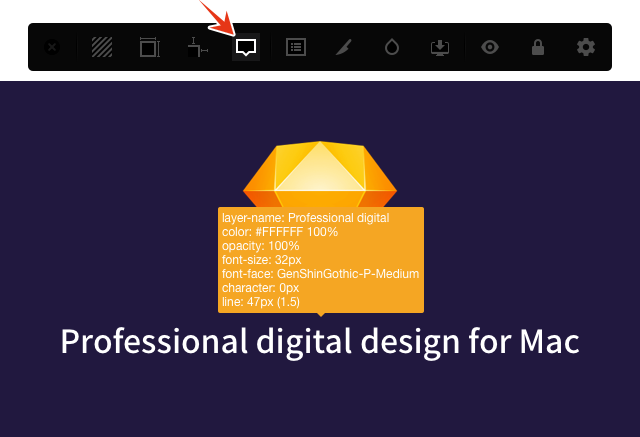 layer-name: Professional digital
color: #FFFFFF 100%
opacity: 100%
font-size: 32px
font-face: GenShinGothic-P-Medium
character: 0px
line: 47px (1.5)
Professional digital design for Mac